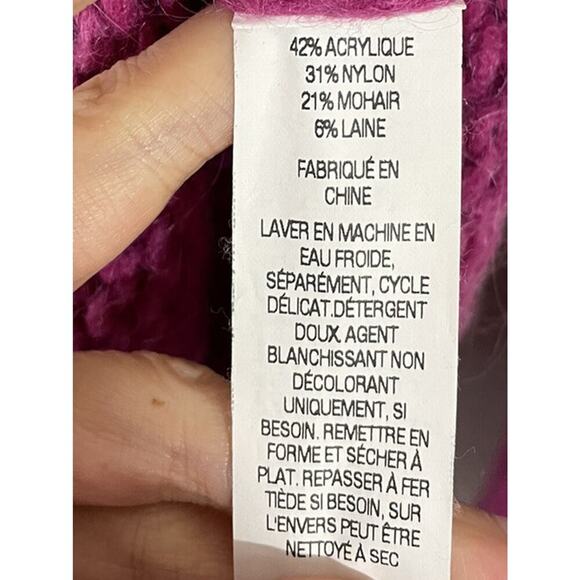 42% ACRYLIQUE
31% NYLON
21% MOHAIR
6% LAINE
FABRIQUÉ EN
CHINE
LAVER EN MACHINE EN
EAU FROIDE,
SÉPARÉMENT, CYCLE
DÉLICAT.DÉTERGENT
DOUX. AGENT
BLANCHISSANT NON
DÉCOLORANT
UNIQUEMENT, SI
BESOIN. REMETTRE EN
FORME ET SÉCHER À
PLAT. REPASSER À FER
TIÈDE SI BESOIN, SUR
L'ENVERS PEUT ÊTRE
NETTOYÉ À SEC